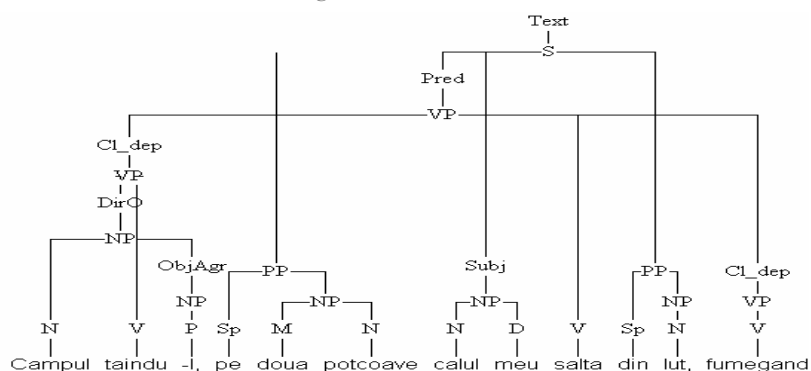 Text
S
Pred
VP
Cl_dep
VP
DirO
NP
ObjAgr PP Subj PP Cl_dep
NP NP NP NP VP
N V P Sp M N N D V Sp N V
Campul taindu -l, pe doua potcoave calul meu salta din lut, fumegand